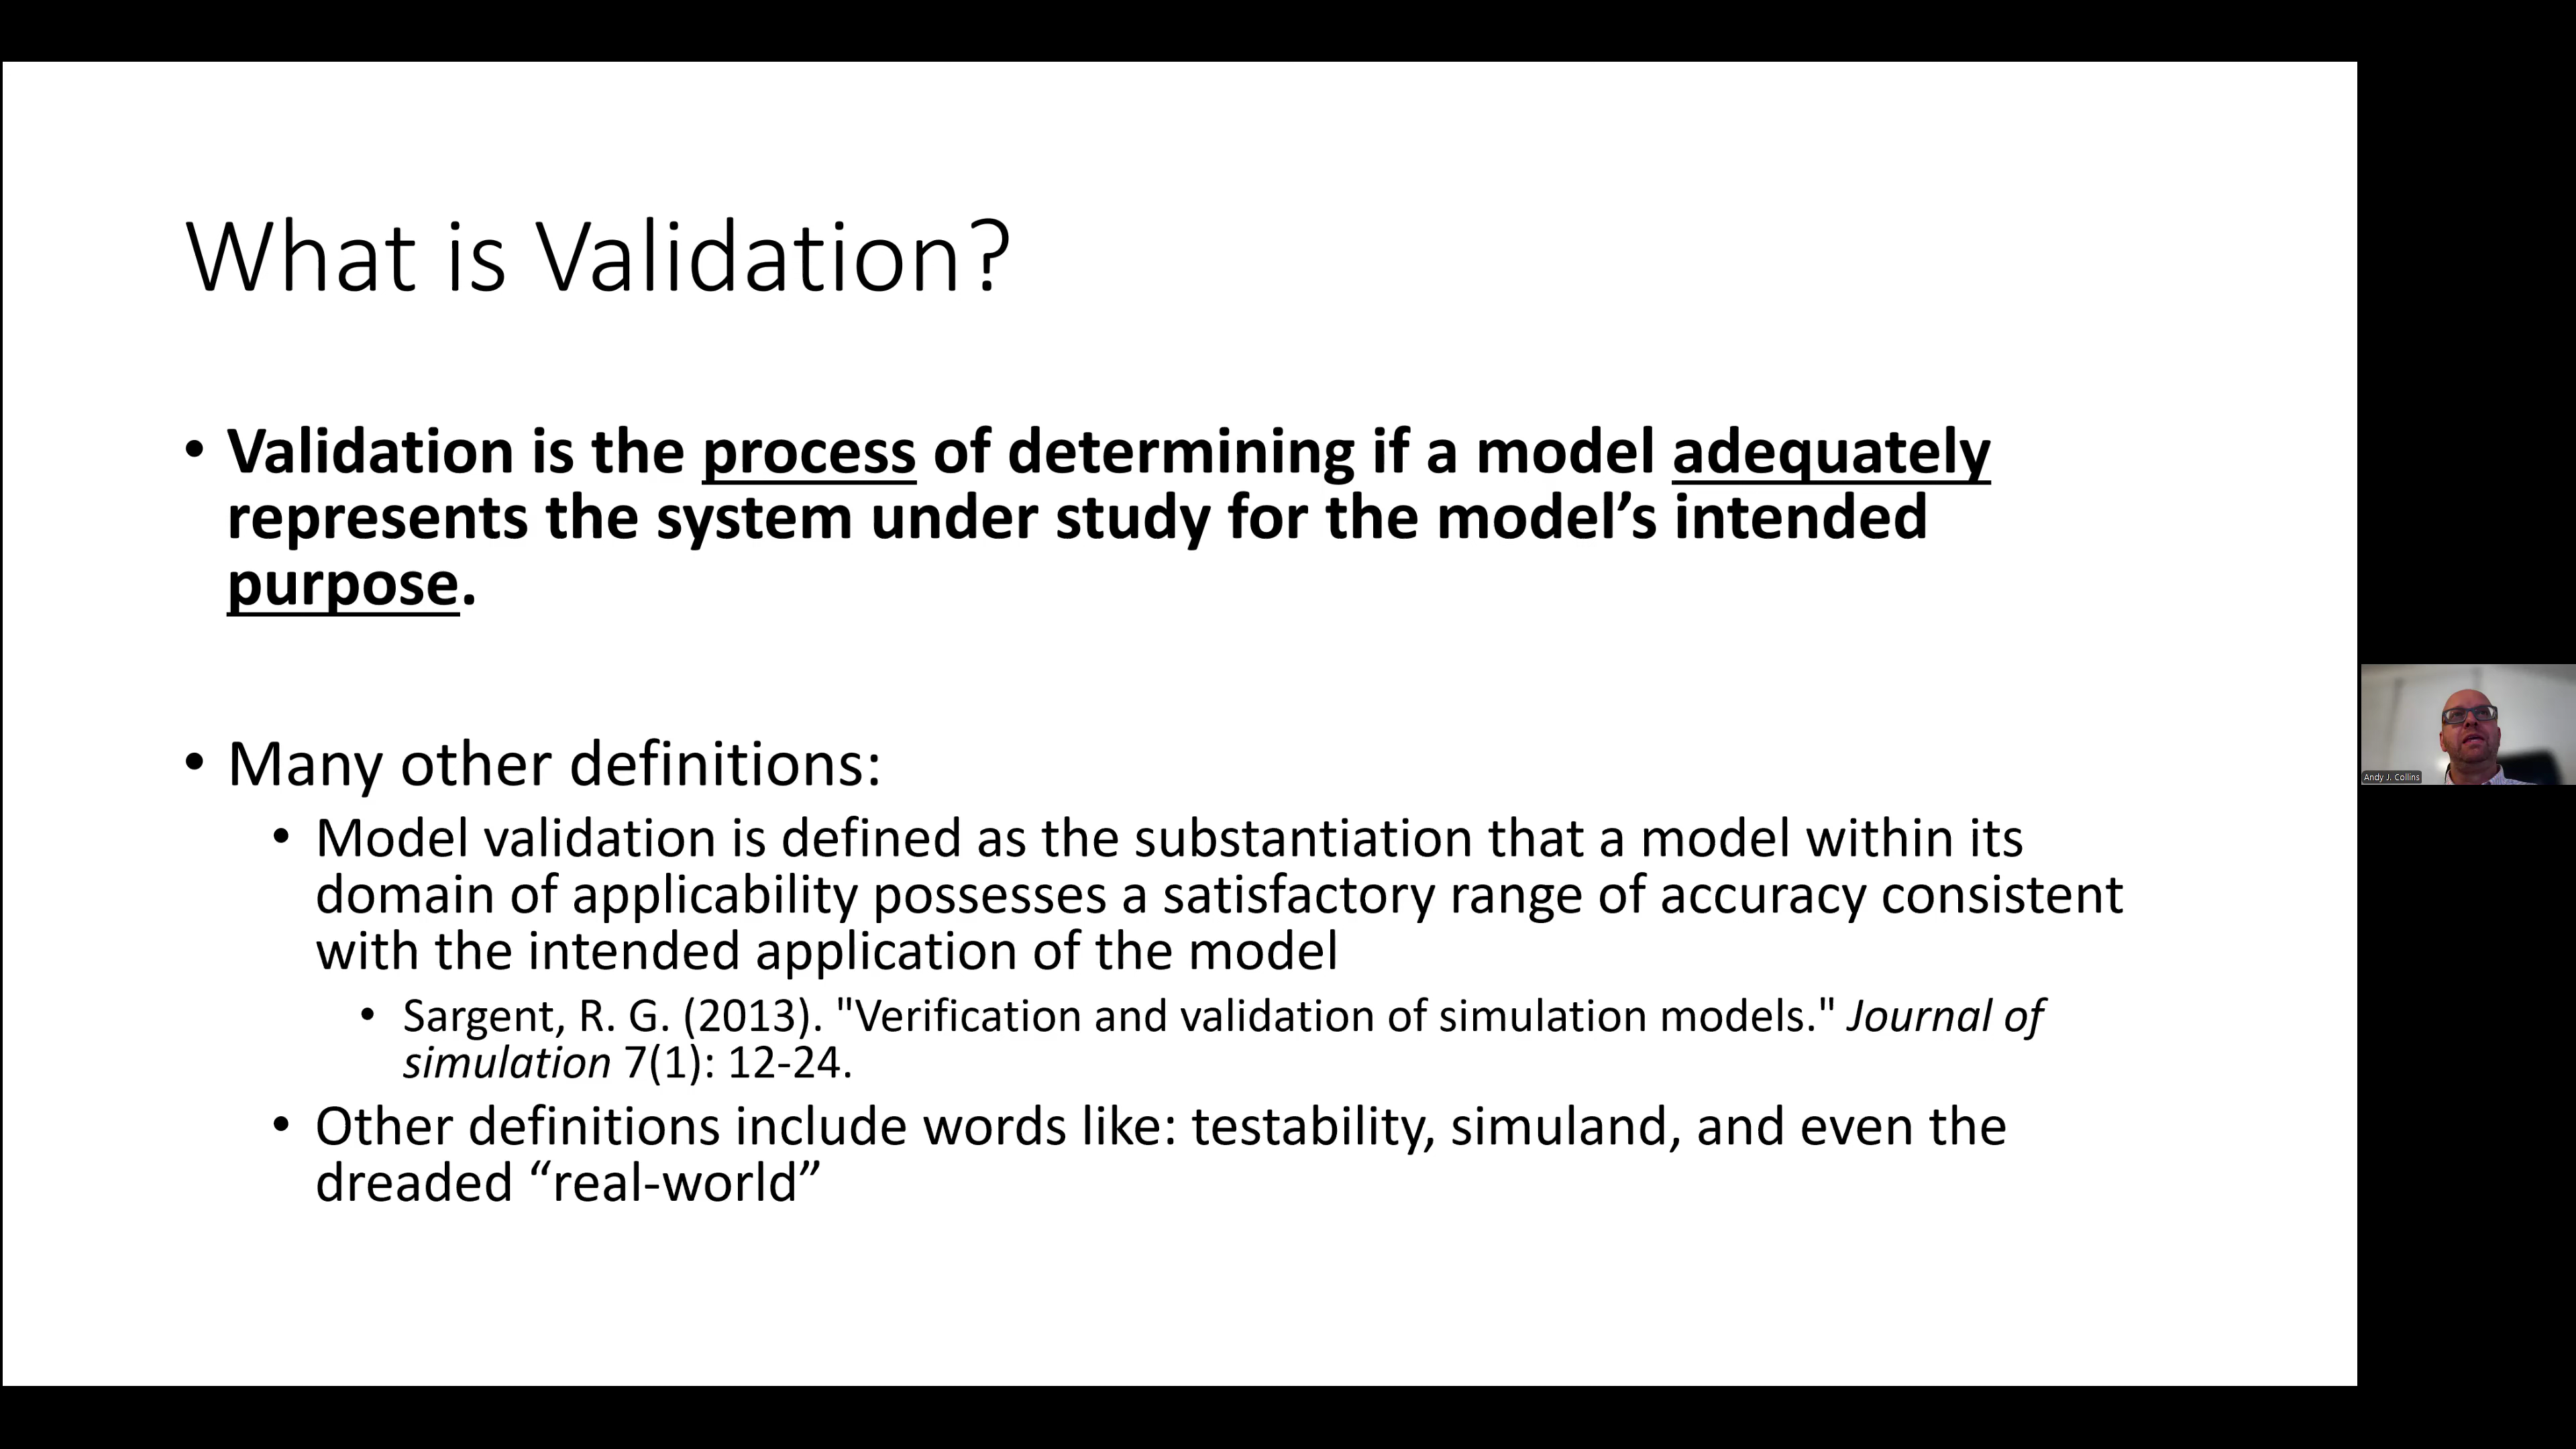 What is Validation?
• Validation is the process of determining if a model adequately
represents the system under study for the model’s intended
purpose.
• Many other definitions:
• Model validation is defined as the substantiation that a model within its
domain of applicability possesses a satisfactory range of accuracy consistent
with the intended application of the model
• Sargent, R. G. (2013). "Verification and validation of simulation models." Journal of
simulation 7(1): 12-24.
• Other definitions include words like: testability, simuland, and even the
dreaded “real-world”
Andy J. Collins